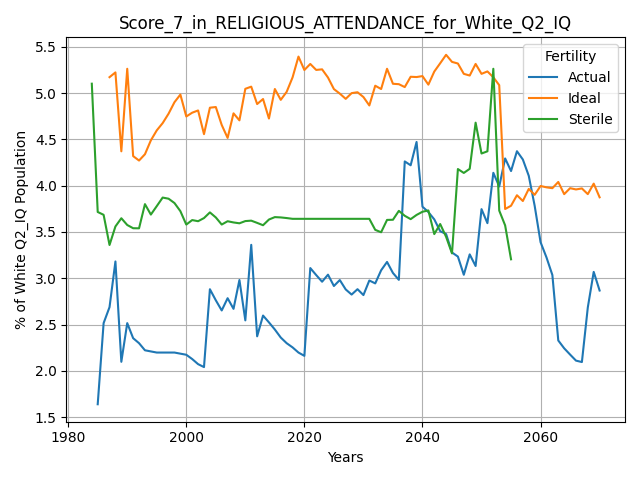 Score_7_in_RELIGIOUS_ATTENDANCE_for_White_Q2_IQ
% of White Q2_IQ Population
5.5
5.0
4.5
4.0
3.5
3.0
2.5
2.0
1.5
Fertility
Actual
Ideal
Sterile
1980
2000
2020
2040
2060
Years